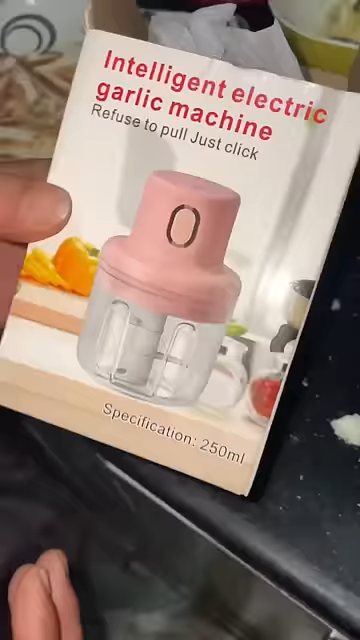 Intelligent electric
garlic machine
Refuse to pull Just click
Specification: 250ml